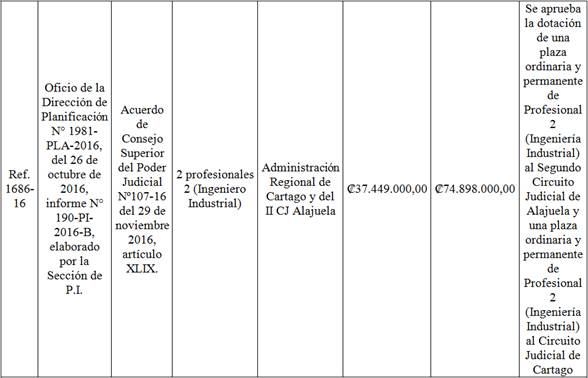 Ref.
1686-
16
Oficio de la
Dirección de
Planificación
N° 1981-
PLA-2016,
del 26 de
octubre de
2016,
informe N°
190-PI-
2016-B,
elaborado
por la
Sección de
P.I.
Acuerdo
de
Consejo
Superior
del Poder
Judicial
Nº107-16
del 29 de
noviembre
2016,
artículo
XLIX.
2 profesionales
2 (Ingeniero
Industrial)
Administración
Regional de
Cartago y del
II CJ Alajuela
₡37.449.000,00
₡74.898.000,00
Se aprueba
la dotación
de una
plaza
ordinaria y
permanente
de
Profesional
2
(Ingeniería
Industrial)
al Segundo
Circuito
Judicial de
Alajuela y
una plaza
ordinaria y
permanente
de
Profesional
2
(Ingeniería
Industrial)
al Circuito
Judicial de
Cartago